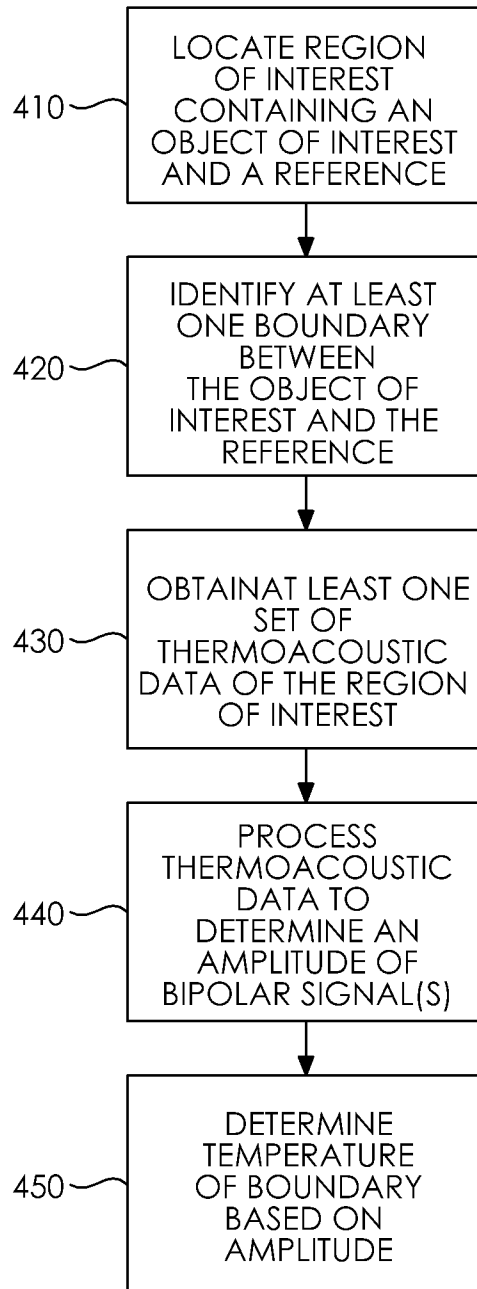 410
LOCATE REGION
OF INTEREST
CONTAINING AN
OBJECT OF INTEREST
AND A REFERENCE
420
IDENTIFY AT LEAST
ONE BOUNDARY
BETWEEN
THE OBJECT OF
INTEREST AND THE
REFERENCE
430
OBTAINAT LEAST ONE
SET OF
THERMOACOUSTIC
DATA OF THE REGION
OF INTEREST
440
PROCESS
THERMOACOUSTIC
DATA TO
DETERMINE AN
AMPLITUDE OF
BIPOLAR SIGNAL(S)
450
DETERMINE
TEMPERATURE
OF BOUNDARY
BASED ON
AMPLITUDE